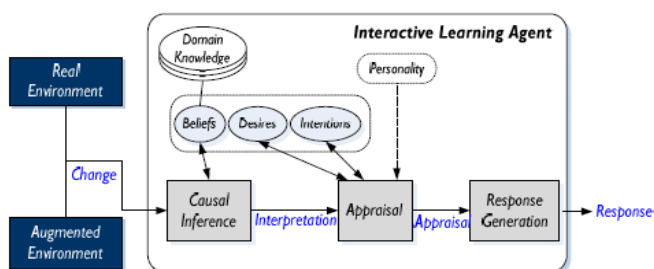 Interactive Learning Agent
Domain
Knowledge
Real
Environment
Personality
Beliefs
Desires
Intentions
Change
Causal
Inference
Interpretation
Appraisal
Appraisal
Response
Generation
Response
Augmented
Environment